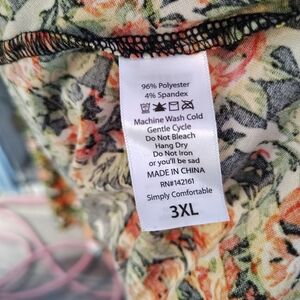 96% Polyester
4% Spandex
Machine Wash Cold
Gentle Cycle
Do Not Bleach
Hang Dry
Do Not Iron
or you'll be sad
MADE IN CHINA
RN#142161
Simply Comfortable
3XL